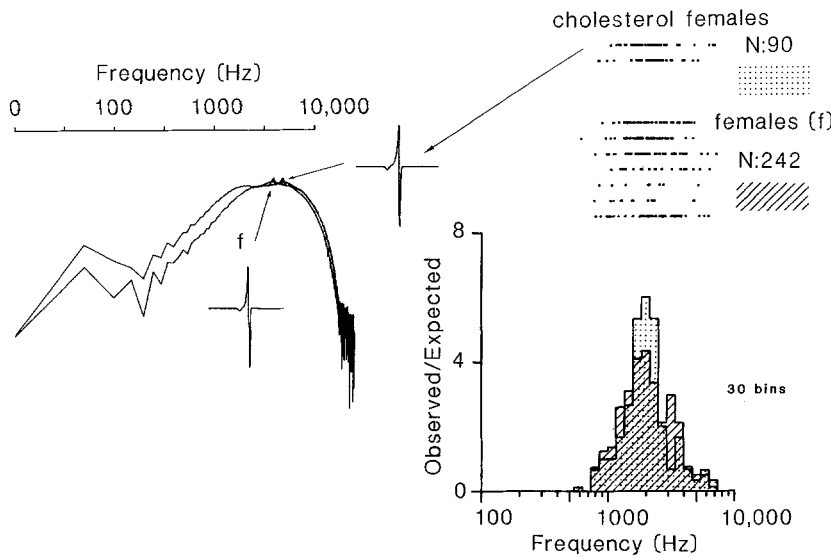 cholesterol females
N:90
Frequency (Hz)
0 100 1000 10,000
females (f)
N:242
f
8
4
0
Observed/Expected
30 bins
100 1000 10,000
Frequency (Hz)